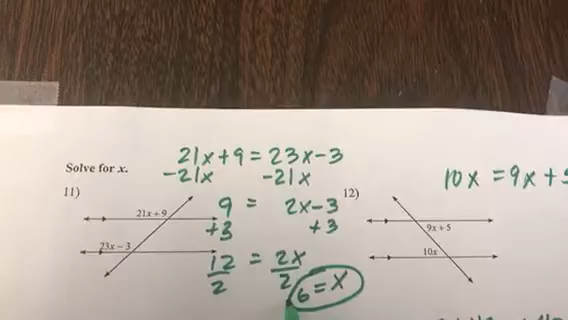 21x+9=23x-3
Solve for x.
-21x -21x
10x =9x+5
11)
9 = 2x-3
12)
21x + 9
+3 +3
9x + 5
23x - 3
12 = 2x
10x
2 2
6=x